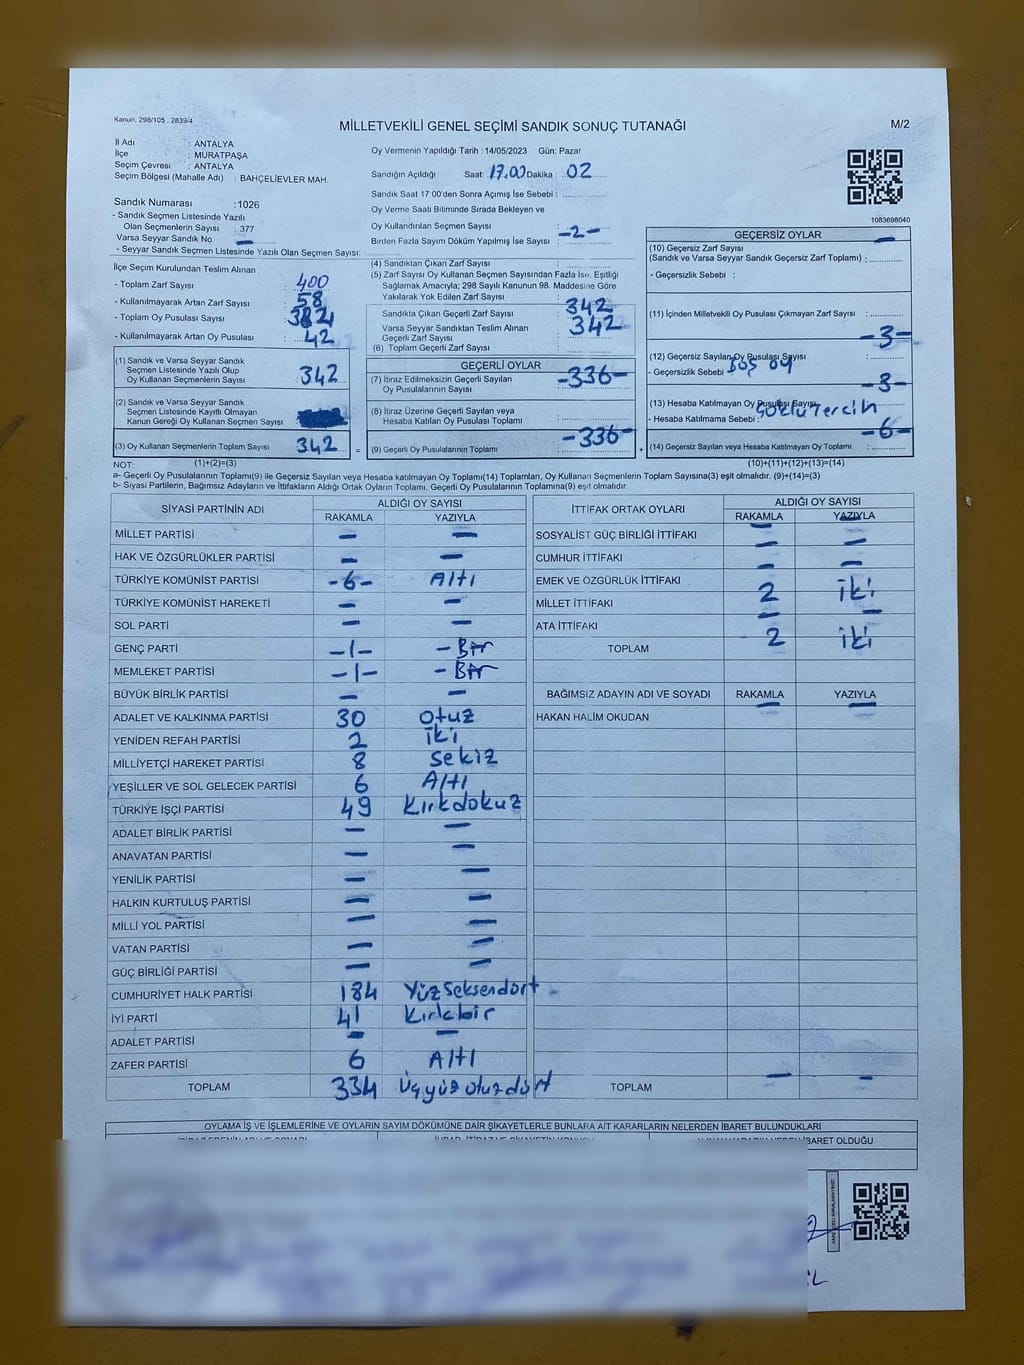 Kanun, 298/105 , 2839/4
MİLLETVEKİLİ GENEL SEÇİMİ SANDIK SONUÇ TUTANAĞI
M/2
İl Adı : ANTALYA
İlçe : MURATPAŞA
Seçim Çevresi : ANTALYA
Seçim Bölgesi (Mahalle Adı) : BAHÇELİEVLER MAH.
Sandık Numarası :1026
- Sandık Seçmen Listesinde Yazılı
Olan Seçmenlerin Sayısı : 377
Varsa Seyyar Sandık No —
- Seyyar Sandık Seçmen Listesinde Yazılı Olan Seçmen Sayısı:
İlçe Seçim Kurulundan Teslim Alınan :
- Toplam Zarf Sayısı : 400
- Kullanılmayarak Artan Zarf Sayısı : 58
- Toplam Oy Pusulası Sayısı :
- Kullanılmayarak Artan Oy Pusulası : 42
(1) Sandık ve Varsa Seyyar Sandık
Seçmen Listesinde Yazılı Olup
Oy Kullanan Seçmenlerin Sayısı : 342
(2) Sandık ve Varsa Seyyar Sandık
Seçmen Listesinde Kayıtlı Olmayan
Kanun Gereği Oy Kullanan Seçmen Sayısı :
(3) Oy Kullanan Seçmenlerin Toplam Sayısı : 342 =
Oy Vermenin Yapıldığı Tarih : 14/05/2023 Gün: Pazar
Sandığın Açıldığı Saat: 17.00 Dakika : 02
Sandık Saat 17 00'den Sonra Açımış İse Sebebi :
Oy Verme Saati Bitiminde Sırada Bekleyen ve
Oy Kullandırılan Seçmen Sayısı :
Birden Fazla Sayım Döküm Yapılmış İse Sayısı : -2-
(4) Sandıktan Çıkan Zarf Sayısı :
(5) Zarf Sayısı Oy Kullanan Seçmen Sayısından Fazla İse, Eşitliği
Sağlamak Amacıyla; 298 Sayılı Kanunun 98. Maddesine Göre
Yakılarak Yok Edilen Zarf Sayısı :
Sandıkta Çıkan Geçerli Zarf Sayısı : 342
Varsa Seyyar Sandıktan Teslim Alınan
Geçerli Zarf Sayısı : 342
(6) Toplam Geçerli Zarf Sayısı :
GEÇERLİ OYLAR
(7) İtiraz Edilmeksizin Geçerli Sayılan
Oy Pusulalarının Sayısı : -336-
(8) İtiraz Üzerine Geçerli Sayılan veya
Hesaba Katılan Oy Pusulası Toplamı :
(9) Geçerli Oy Pusulalarının Toplamı : -336- +
1083698040
GEÇERSİZ OYLAR
(10) Geçersiz Zarf Sayısı —
(Sandık ve Varsa Seyyar Sandık Geçersiz Zarf Toplamı) :
- Geçersizlik Sebebi :
(11) İçinden Milletvekili Oy Pusulası Çıkmayan Zarf Sayısı :
-3-
(12) Geçersiz Sayılan Oy Pusulası Sayısı
- Geçersizlik Sebebi : BOŞ OY
-3-
(13) Hesaba Katılmayan Oy Pusulası Sayısı
- Hesaba Katılmama Sebebi :
-6-
(14) Geçersiz Sayılan veya Hesaba Katılmayan Oy Toplamı :
NOT: (1)+(2)=(3) (10)+(11)+(12)+(13)=(14)
a- Geçerli Oy Pusulalarının Toplamı(9) ile Geçersiz Sayılan veya Hesaba katılmayan Oy Toplamı(14) Toplamları, Oy Kullanan Seçmenlerin Toplam Sayısına(3) eşit olmalıdır. (9)+(14)=(3)
b- Siyasi Partilerin, Bağımsız Adayların ve İttifakların Aldığı Ortak Oyların Toplamı, Geçerli Oy Pusulalarının Toplamına(9) eşit olmalıdır.
SİYASİ PARTİNİN ADI ALDIĞI OY SAYISI
RAKAMLA YAZIYLA
MİLLET PARTİSİ — —
HAK VE ÖZGÜRLÜKLER PARTİSİ — —
TÜRKİYE KOMÜNİST PARTİSİ -6- Altı
TÜRKİYE KOMÜNİST HAREKETİ — —
SOL PARTİ — —
GENÇ PARTİ -1- - Bir
MEMLEKET PARTİSİ -1- - Bir
BÜYÜK BİRLİK PARTİSİ — —
ADALET VE KALKINMA PARTİSİ 30 otuz
YENİDEN REFAH PARTİSİ 2 iki
MİLLİYETÇİ HAREKET PARTİSİ 8 sekiz
YEŞİLLER VE SOL GELECEK PARTİSİ 6 Altı
TÜRKİYE İŞÇİ PARTİSİ 49 Kırkdokuz
ADALET BİRLİK PARTİSİ — —
ANAVATAN PARTİSİ — —
YENİLİK PARTİSİ — —
HALKIN KURTULUŞ PARTİSİ — —
MİLLİ YOL PARTİSİ — —
VATAN PARTİSİ — —
GÜÇ BİRLİĞİ PARTİSİ — —
CUMHURİYET HALK PARTİSİ 184 Yüzseksendört
İYİ PARTİ 41 Kırkbir
ADALET PARTİSİ — —
ZAFER PARTİSİ 6 Altı
TOPLAM 334 Üçyüzotuzdört
İTTİFAK ORTAK OYLARI ALDIĞI OY SAYISI
RAKAMLA YAZIYLA
SOSYALİST GÜÇ BİRLİĞİ İTTİFAKI — —
CUMHUR İTTİFAKI — —
EMEK VE ÖZGÜRLÜK İTTİFAKI — —
MİLLET İTTİFAKI 2 iki
ATA İTTİFAKI — —
TOPLAM 2 iki
BAĞIMSIZ ADAYIN ADI VE SOYADI RAKAMLA YAZIYLA
HAKAN HALİM OKUDAN — —
TOPLAM — —
OYLAMA İŞ VE İŞLEMLERİNE VE OYLARIN SAYIM DÖKÜMÜNE DAİR ŞİKAYETLERLE BUNLARA AİT KARARLARIN NELERDEN İBARET BULUNDUKLARI
İBARET OLDUĞU